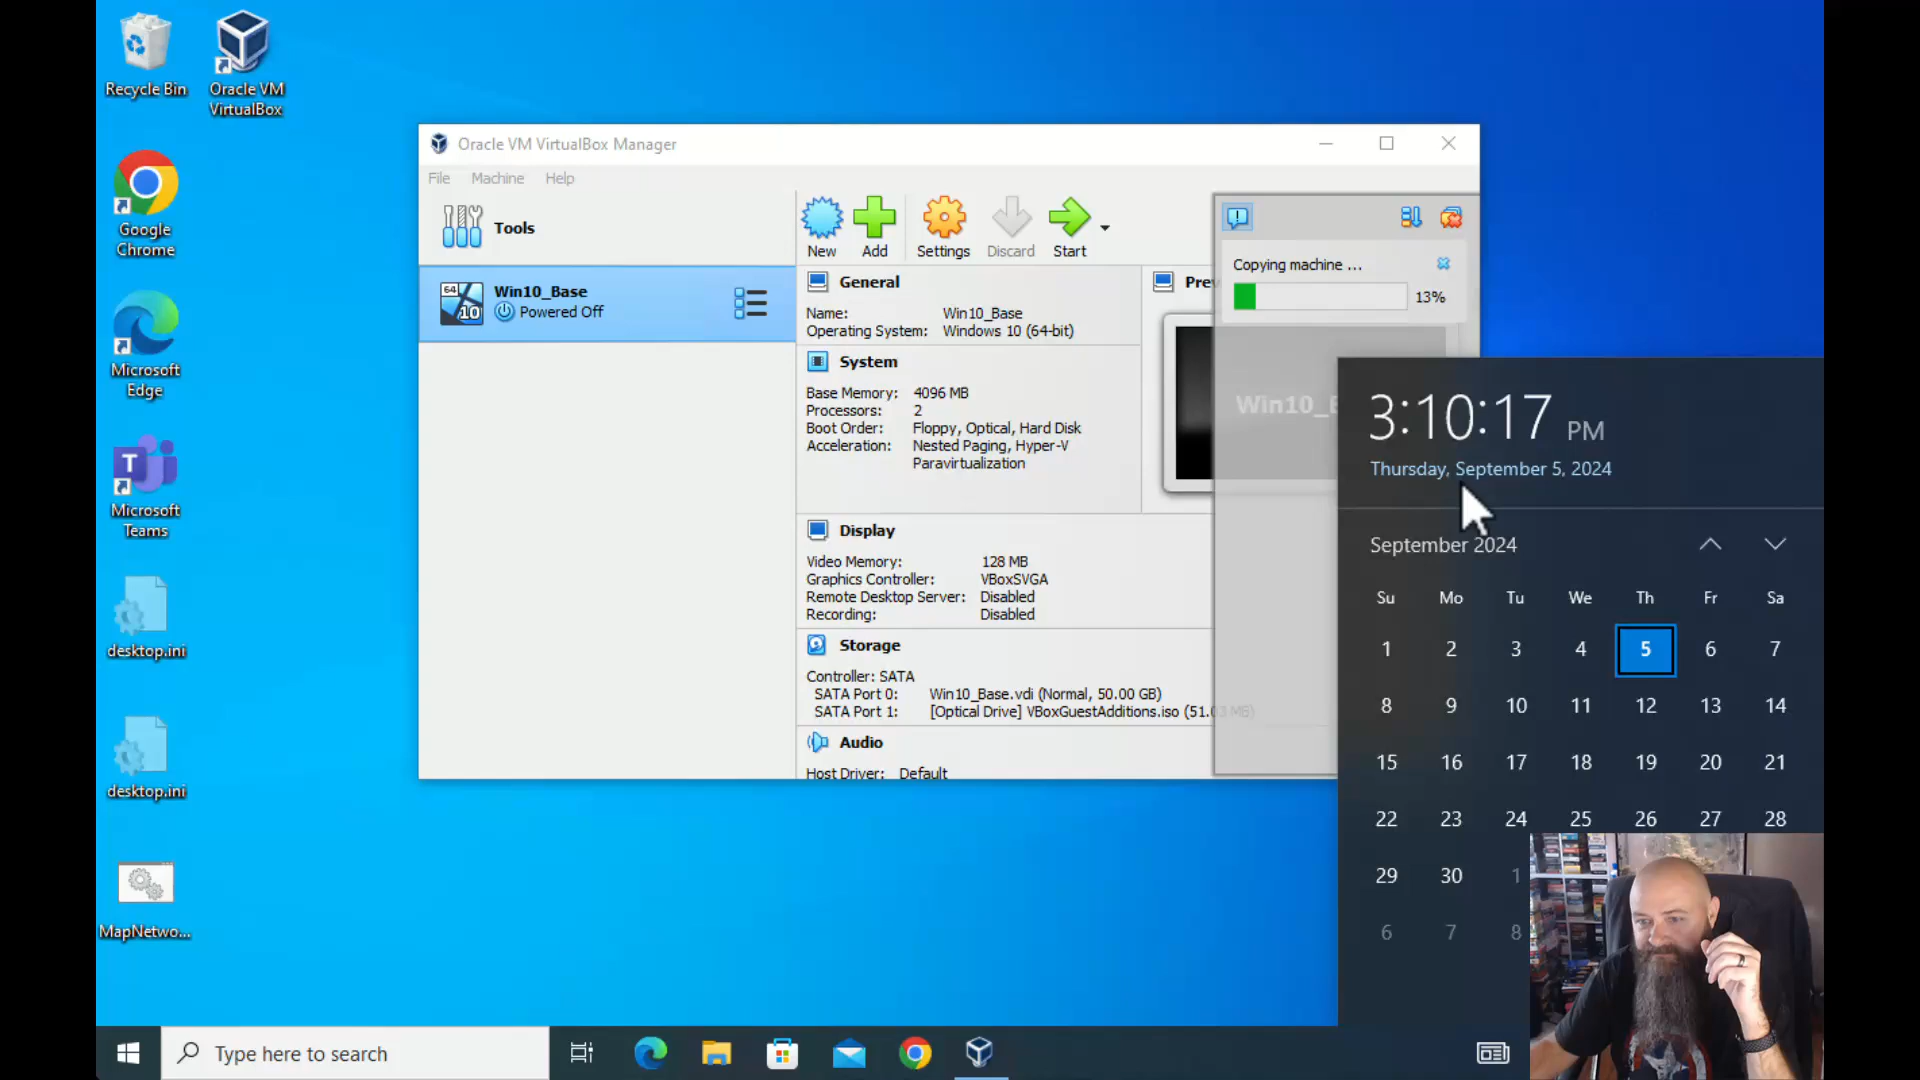 Recycle Bin
Oracle VM
VirtualBox
Google
Chrome
Microsoft
Edge
T
Microsoft
Teams
desktop.ini
desktop.ini
MapNetwo...
Oracle VM VirtualBox Manager
File Machine Help
Tools
New Add Settings Discard Start
64
10
Win10_Base
Powered Off
General
Name: Win10_Base
Operating System: Windows 10 (64-bit)
System
Base Memory: 4096 MB
Processors: 2
Boot Order: Floppy, Optical, Hard Disk
Acceleration: Nested Paging, Hyper-V
Paravirtualization
Display
Video Memory: 128 MB
Graphics Controller: VBoxSVGA
Remote Desktop Server: Disabled
Recording: Disabled
Storage
Controller: SATA
SATA Port 0: Win10_Base.vdi (Normal, 50.00 GB)
SATA Port 1: [Optical Drive] VBoxGuestAdditions.iso (51. MB)
Audio
Host Driver: Default
Prev
Copying machine ...
13%
Win10_
3:10:17 PM
Thursday, September 5, 2024
September 2024
Su Mo Tu We Th Fr Sa
1 2 3 4 5 6 7
8 9 10 11 12 13 14
15 16 17 18 19 20 21
22 23 24 25 26 27 28
29 30 1
6 7 8
Type here to search